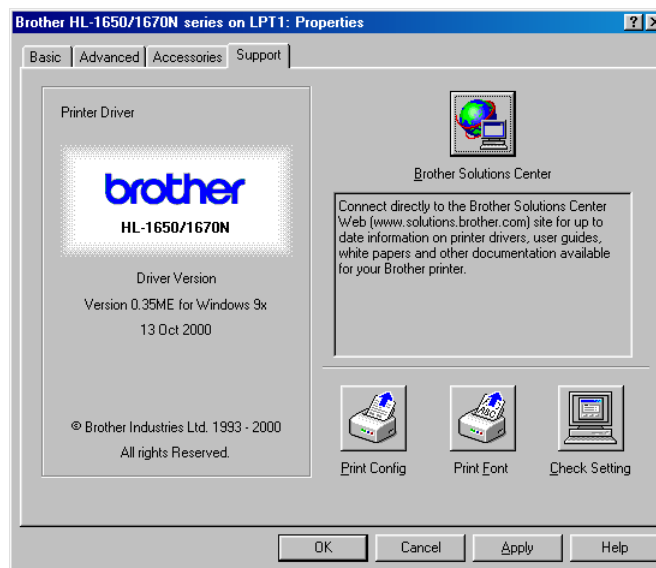 Brother HL-1650/1670N series on LPT1: Properties
Basic Advanced Accessories Support
Printer Driver
brother
HL-1650/1670N
Driver Version
Version 0.35ME for Windows 9x
13 Oct 2000
© Brother Industries Ltd. 1993 - 2000
All rights Reserved.
Brother Solutions Center
Connect directly to the Brother Solutions Center
Web (www.solutions.brother.com) site for up to
date information on printer drivers, user guides,
white papers and other documentation available
for your Brother printer.
Print Config Print Font Check Setting
OK Cancel Apply Help